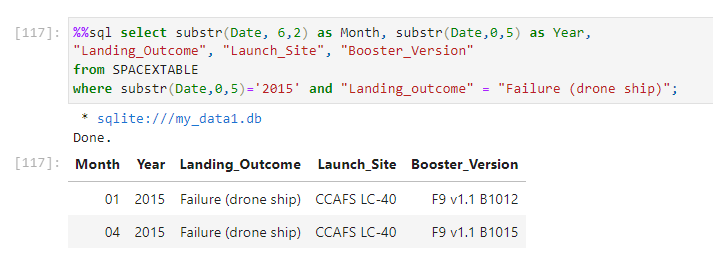 [117]: %%sql select substr(Date, 6,2) as Month, substr(Date,0,5) as Year,
"Landing_Outcome", "Launch_Site", "Booster_Version"
from SPACEXTABLE
where substr(Date,0,5)='2015' and "Landing_outcome" = "Failure (drone ship)";
* sqlite:///my_data1.db
Done.
[117]: Month Year Landing_Outcome Launch_Site Booster_Version
01 2015 Failure (drone ship) CCAFS LC-40 F9 v1.1 B1012
04 2015 Failure (drone ship) CCAFS LC-40 F9 v1.1 B1015